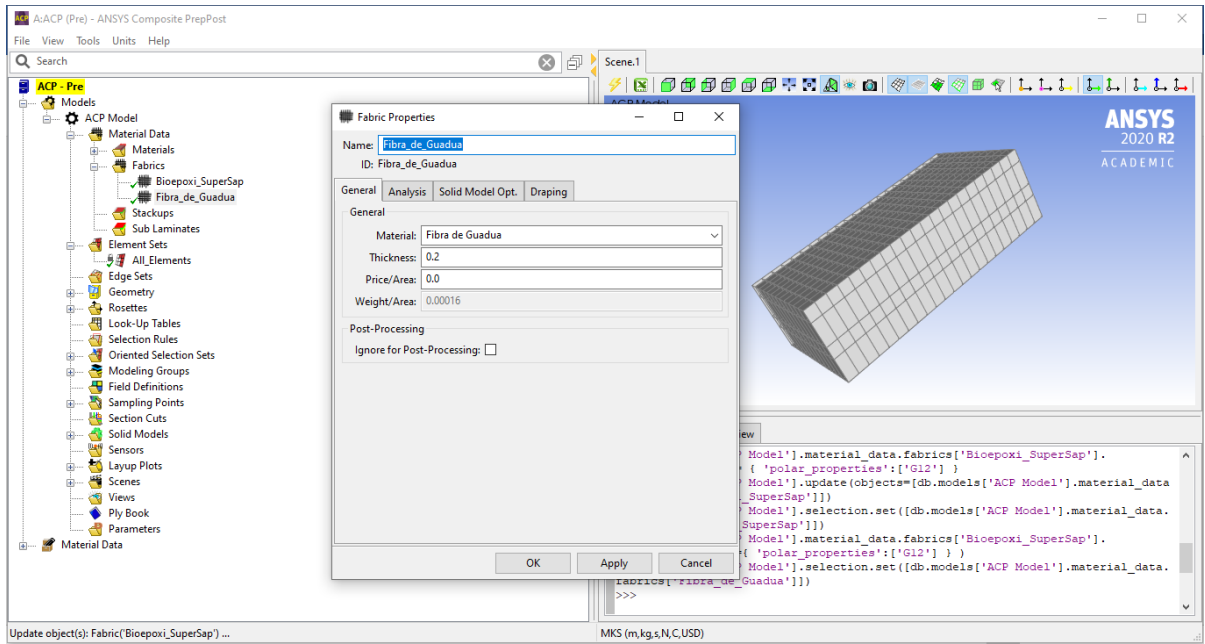 ACP A:ACP (Pre) - ANSYS Composite PrepPost
File View Tools Units Help
Search
ACP - Pre
Models
ACP Model
Material Data
Materials
Fabrics
Bioepoxi_SuperSap
Fibra_de_Guadua
Stackups
Sub Laminates
Element Sets
All_Elements
Edge Sets
Geometry
Rosettes
Look-Up Tables
Selection Rules
Oriented Selection Sets
Modeling Groups
Field Definitions
Sampling Points
Section Cuts
Solid Models
Sensors
Layup Plots
Scenes
Views
Ply Book
Parameters
Material Data
Fabric Properties
Name: Fibra_de_Guadua
ID: Fibra_de_Guadua
General Analysis Solid Model Opt. Draping
General
Material: Fibra de Guadua
Thickness: 0.2
Price/Area: 0.0
Weight/Area: 0.00016
Post-Processing
Ignore for Post-Processing:
OK Apply Cancel
Scene.1
ACP Model
ANSYS
2020 R2
ACADEMIC
ew
Model'].material_data.fabrics['Bioepoxi_SuperSap'].
{ 'polar_properties':['G12'] }
Model'].update(objects=[db.models['ACP Model'].material_data
_SuperSap']])
Model'].selection.set([db.models['ACP Model'].material_data.
SuperSap']])
Model'].material_data.fabrics['Bioepoxi_SuperSap'].
{ 'polar_properties':['G12'] } )
Model'].selection.set([db.models['ACP Model'].material_data.
fabrics['Fibra_de_Guadua']])
>>>
Update object(s): Fabric('Bioepoxi_SuperSap') ...
MKS (m,kg,s,N,C,USD)